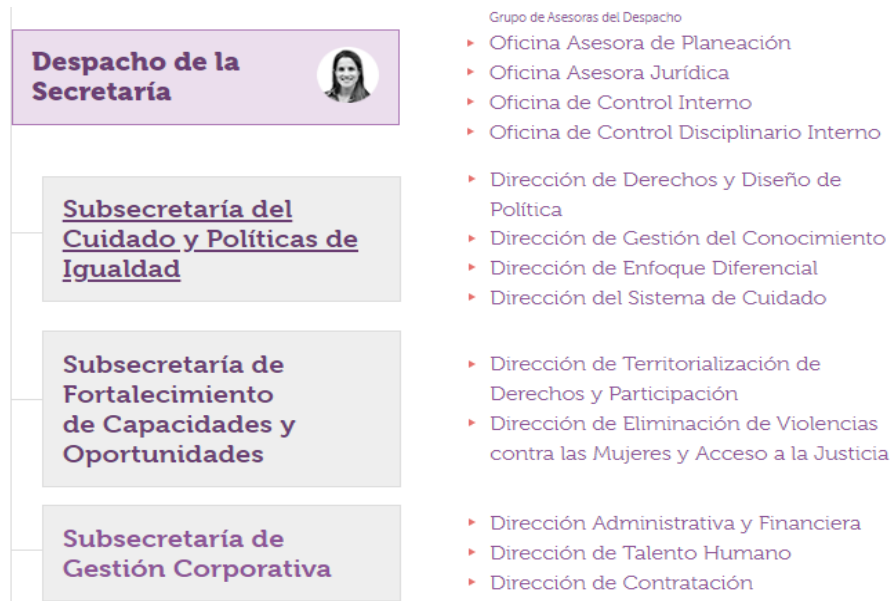 Grupo de Asesoras del Despacho
Despacho de la
Secretaría
Oficina Asesora de Planeación
Oficina Asesora Jurídica
Oficina de Control Interno
Oficina de Control Disciplinario Interno
Subsecretaría del
Cuidado y Políticas de
Igualdad
Dirección de Derechos y Diseño de
Política
Dirección de Gestión del Conocimiento
Dirección de Enfoque Diferencial
Dirección del Sistema de Cuidado
Subsecretaría de
Fortalecimiento
de Capacidades y
Oportunidades
Dirección de Territorialización de
Derechos y Participación
Dirección de Eliminación de Violencias
contra las Mujeres y Acceso a la Justicia
Subsecretaría de
Gestión Corporativa
Dirección Administrativa y Financiera
Dirección de Talento Humano
Dirección de Contratación